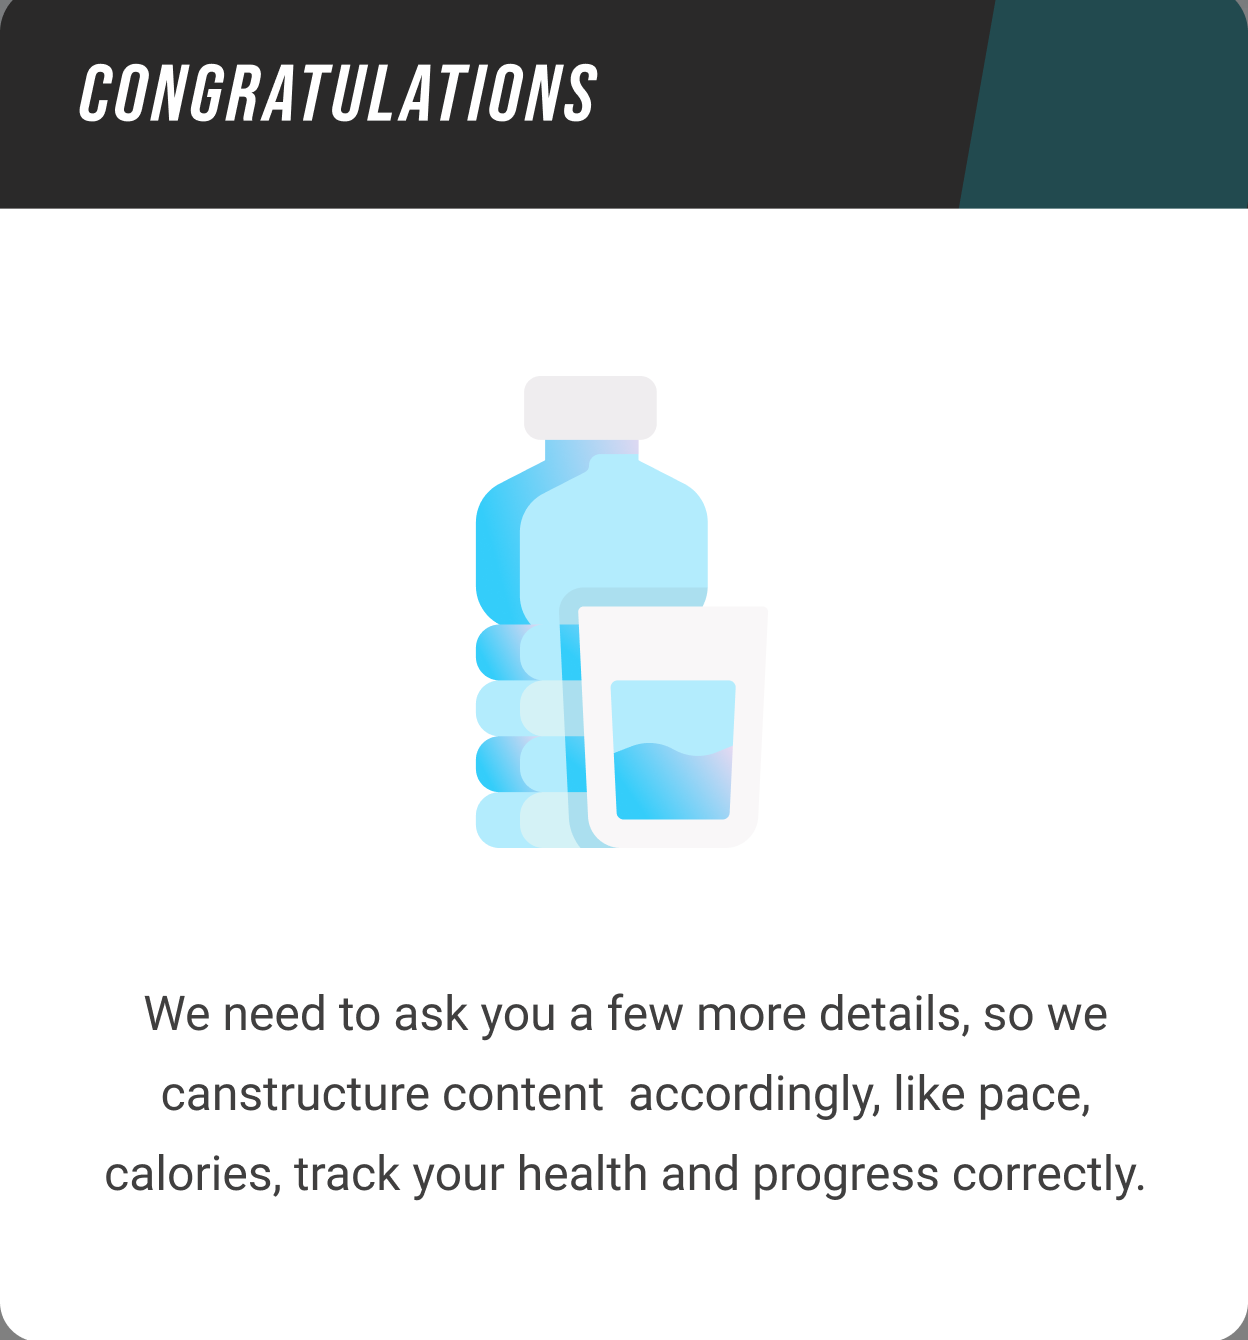 CONGRATULATIONS
We need to ask you a few more details, so we
canstructure content  accordingly, like pace,
calories, track your health and progress correctly.